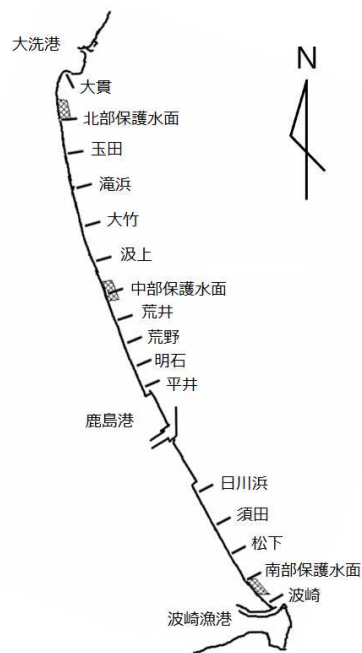 大洗港
N
大貫
北部保護水面
玉田
滝浜
大竹
汲上
中部保護水面
荒井
荒野
明石
平井
鹿島港
日川浜
須田
松下
南部保護水面
波崎
波崎漁港